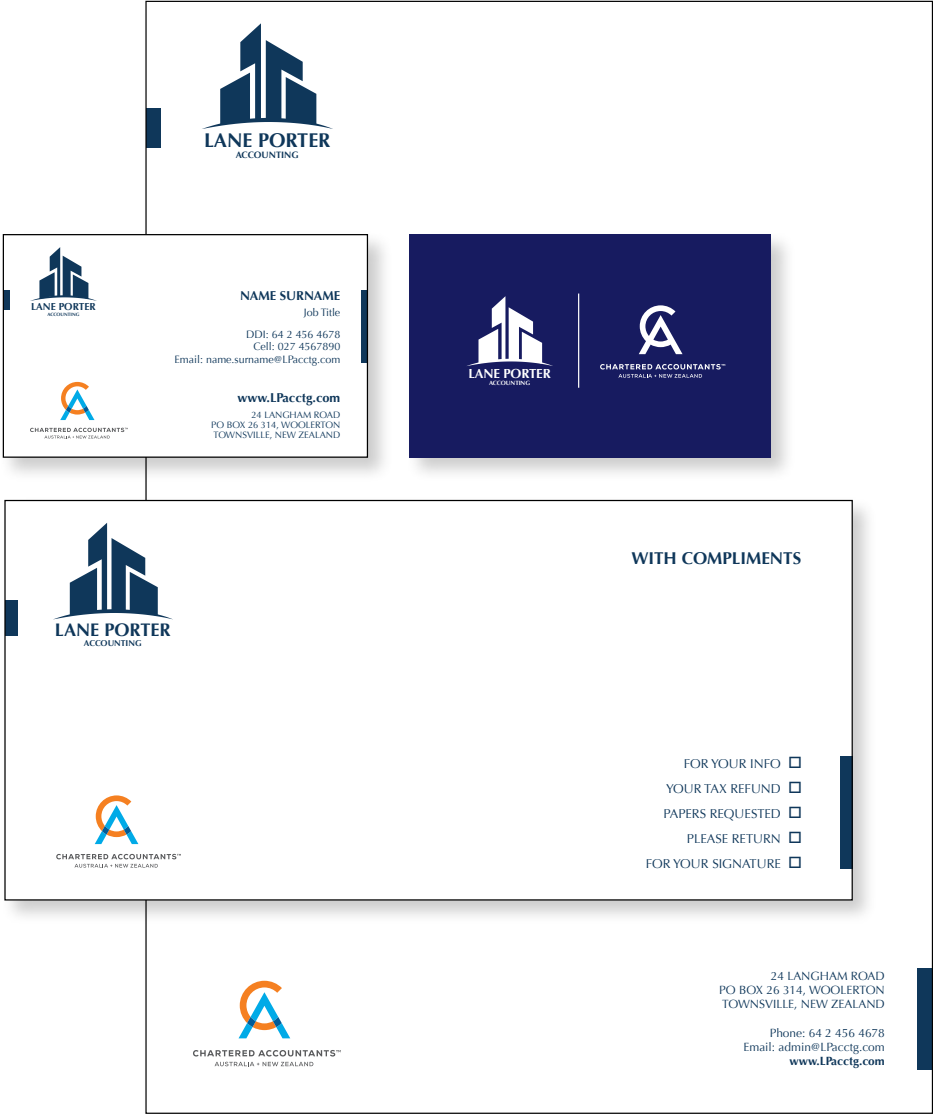 LANE PORTER
ACCOUNTING
LANE PORTER
ACCOUNTING
NAME SURNAME
Job Title
DDI: 64 2 456 4678
Cell: 027 4567890
Email: name.surname@LPacctg.com
CA
CHARTERED ACCOUNTANTS™
AUSTRALIA + NEW ZEALAND
www.LPacctg.com
24 LANGHAM ROAD
PO BOX 26 314, WOOLERTON
TOWNSVILLE, NEW ZEALAND
LANE PORTER
ACCOUNTING
CA
CHARTERED ACCOUNTANTS™
AUSTRALIA + NEW ZEALAND
LANE PORTER
ACCOUNTING
WITH COMPLIMENTS
FOR YOUR INFO
YOUR TAX REFUND
PAPERS REQUESTED
PLEASE RETURN
FOR YOUR SIGNATURE
CA
CHARTERED ACCOUNTANTS™
AUSTRALIA + NEW ZEALAND
CA
CHARTERED ACCOUNTANTS™
AUSTRALIA + NEW ZEALAND
24 LANGHAM ROAD
PO BOX 26 314, WOOLERTON
TOWNSVILLE, NEW ZEALAND
Phone: 64 2 456 4678
Email: admin@LPacctg.com
www.LPacctg.com